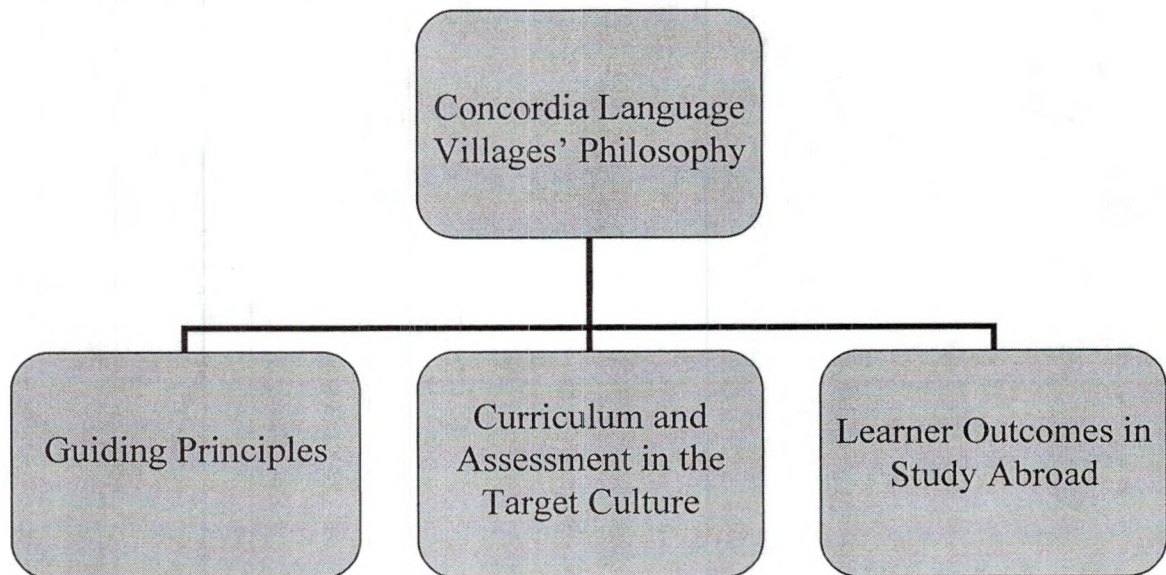 Concordia Language
Villages’ Philosophy
Guiding Principles
Curriculum and
Assessment in the
Target Culture
Learner Outcomes in
Study Abroad